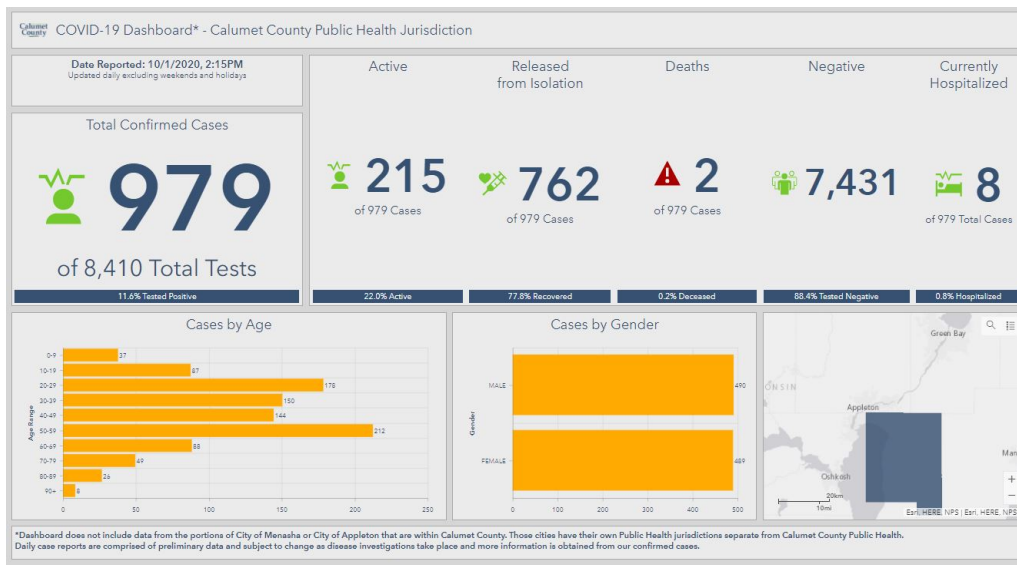 Calumet
County
COVID-19 Dashboard* - Calumet County Public Health Jurisdiction
Date Reported: 10/1/2020, 2:15PM
Updated daily excluding weekends and holidays
Total Confirmed Cases
979
of 8,410 Total Tests
11.6% Tested Positive
Active
215
of 979 Cases
22.0% Active
Released
from Isolation
762
of 979 Cases
77.8% Recovered
Deaths
2
of 979 Cases
0.2% Deceased
Negative
7,431
88.4% Tested Negative
Currently
Hospitalized
8
of 979 Total Cases
0.8% Hospitalized
Cases by Age
Age Range
0-9 37
10-19 87
20-29 178
30-39 150
40-49 144
50-59 212
60-69 88
70-79 49
80-89 26
90+ 8
0 50 100 150 200 250
Cases by Gender
Gender
MALE 490
FEMALE 489
0 100 200 300 400 500
Green Bay
ONSIN
Appleton
Man
Oshkosh
+
−
20km
10mi
Esri, HERE, NPS | Esri, HERE, NPS
*Dashboard does not include data from the portions of City of Menasha or City of Appleton that are within Calumet County. Those cities have their own Public Health jurisdictions separate from Calumet County Public Health.
Daily case reports are comprised of preliminary data and subject to change as disease investigations take place and more information is obtained from our confirmed cases.